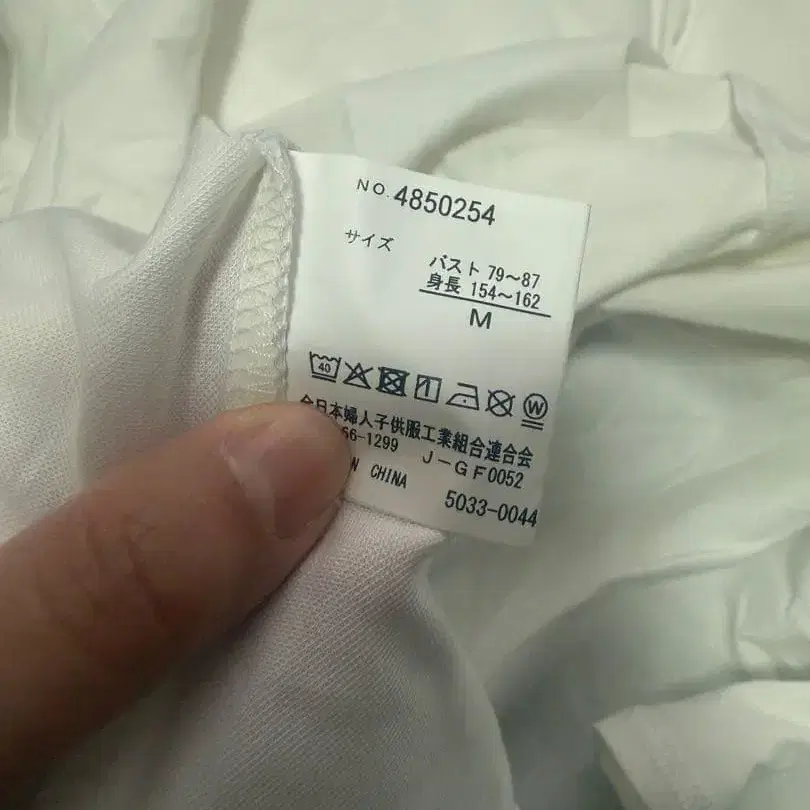 NO. 4850254
サイズ
バスト 79～87
身長 154～162
M
40
W
日本婦人子供服工業組合連合会
66-1299 J-GF0052
N CHINA
5033-0044